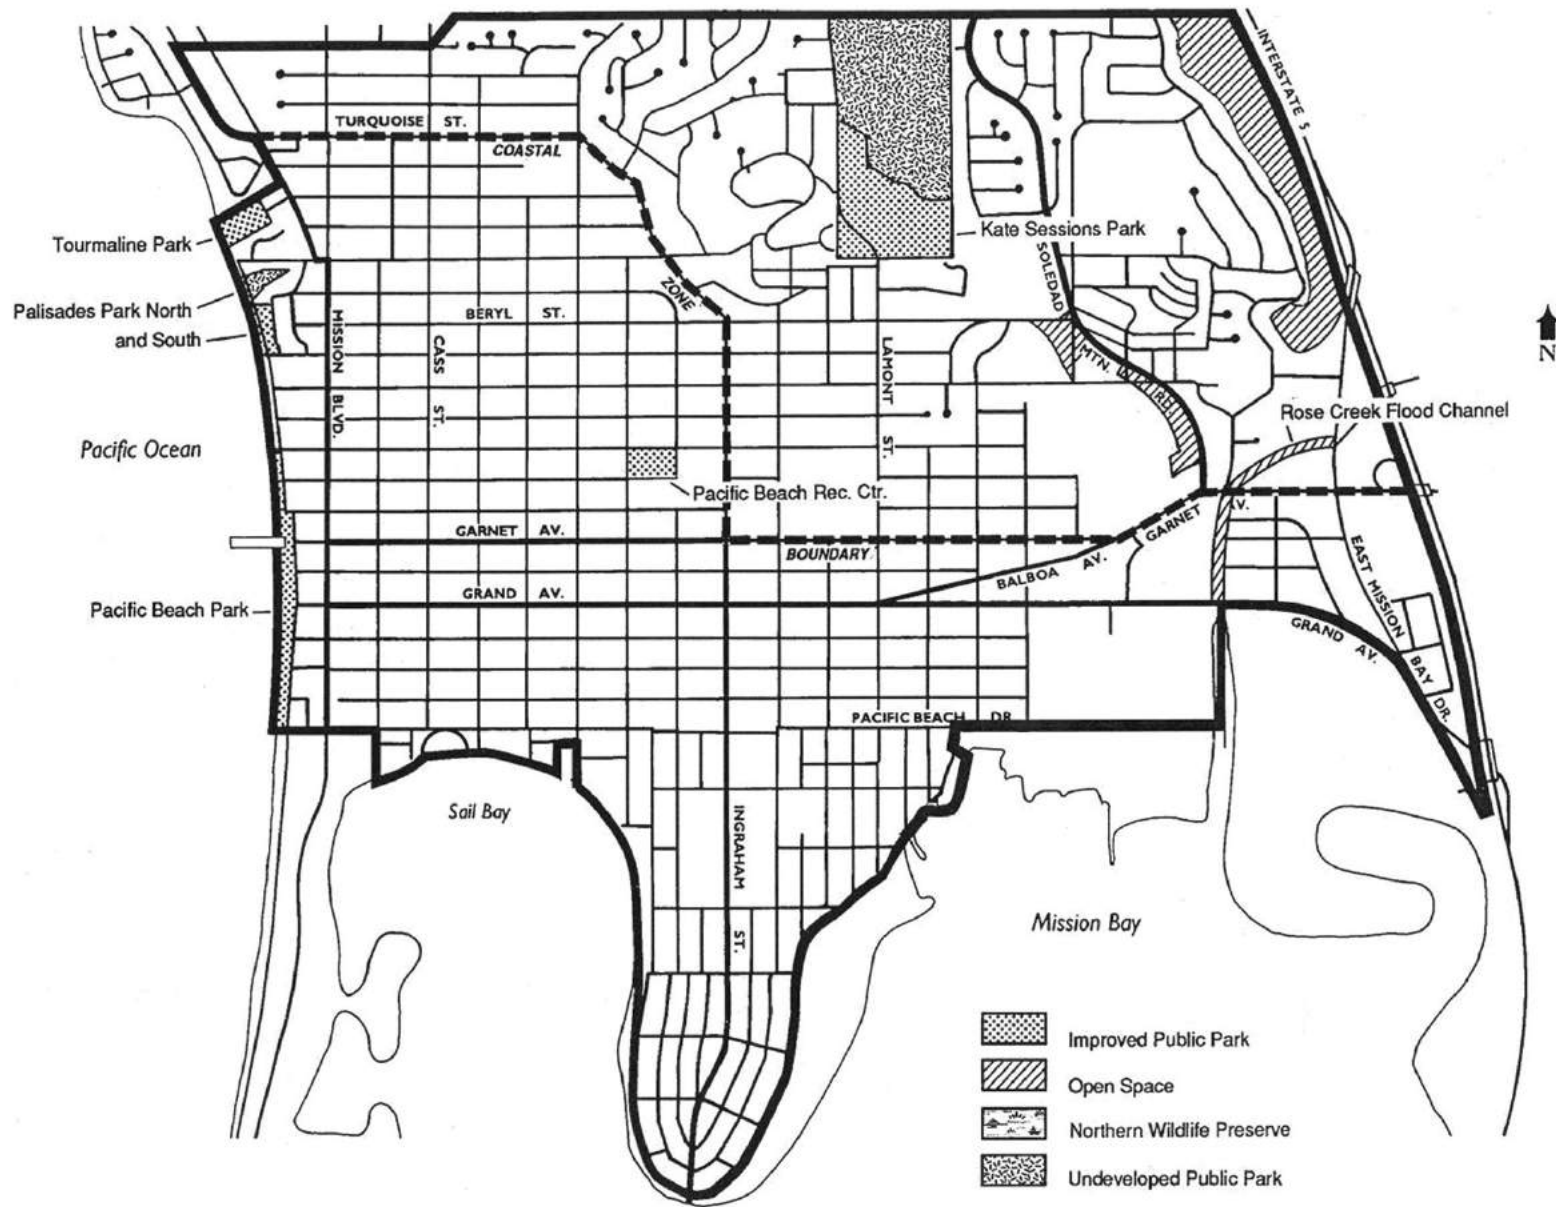 INTERSTATE 5
TURQUOISE ST.
COASTAL
Tourmaline Park
Kate Sessions Park
SOLEDAD
Palisades Park North
and South
ZONE
BERYL ST.
MISSION BLVD.
CASS ST.
LAMONT ST.
MTN. RD.
N
Rose Creek Flood Channel
Pacific Ocean
Pacific Beach Rec. Ctr.
GARNET AV.
GARNET AV.
BOUNDARY
BALBOA AV.
EAST MISSION BAY DR.
GRAND AV.
Pacific Beach Park
GRAND AV.
PACIFIC BEACH DR.
Sail Bay
INGRAHAM ST.
Mission Bay
Improved Public Park
Open Space
Northern Wildlife Preserve
Undeveloped Public Park